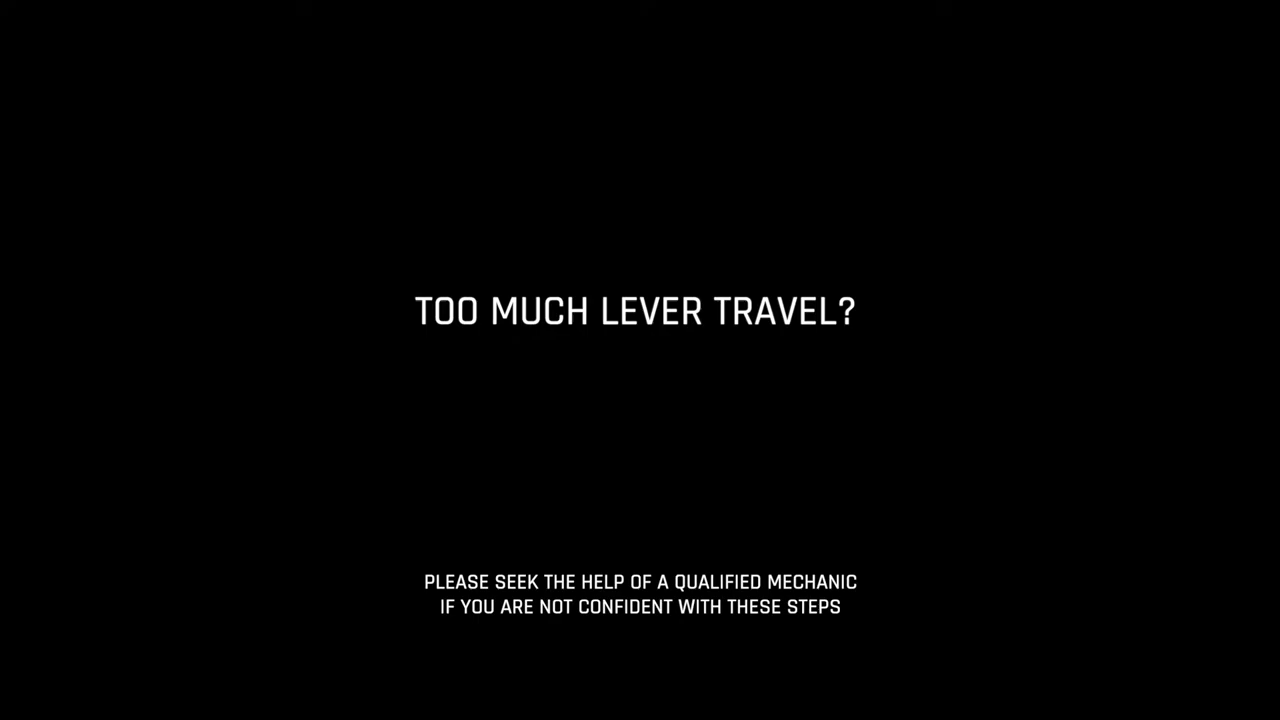 TOO MUCH LEVER TRAVEL?
PLEASE SEEK THE HELP OF A QUALIFIED MECHANIC
IF YOU ARE NOT CONFIDENT WITH THESE STEPS